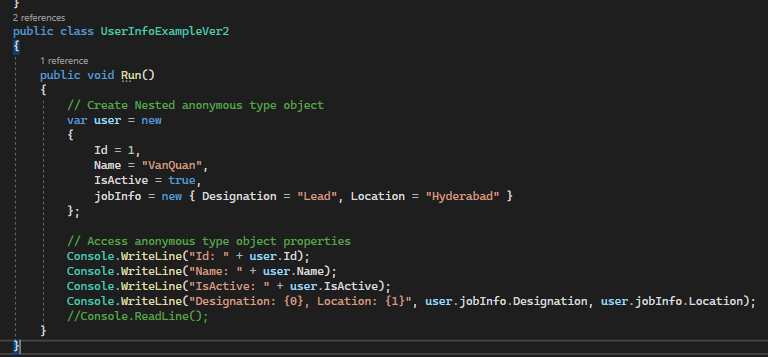 }
2 references
public class UserInfoExampleVer2
{
1 reference
public void Run()
{
// Create Nested anonymous type object
var user = new
{
Id = 1,
Name = "VanQuan",
IsActive = true,
jobInfo = new { Designation = "Lead", Location = "Hyderabad" }
};
// Access anonymous type object properties
Console.WriteLine("Id: " + user.Id);
Console.WriteLine("Name: " + user.Name);
Console.WriteLine("IsActive: " + user.IsActive);
Console.WriteLine("Designation: {0}, Location: {1}", user.jobInfo.Designation, user.jobInfo.Location);
//Console.ReadLine();
}
}